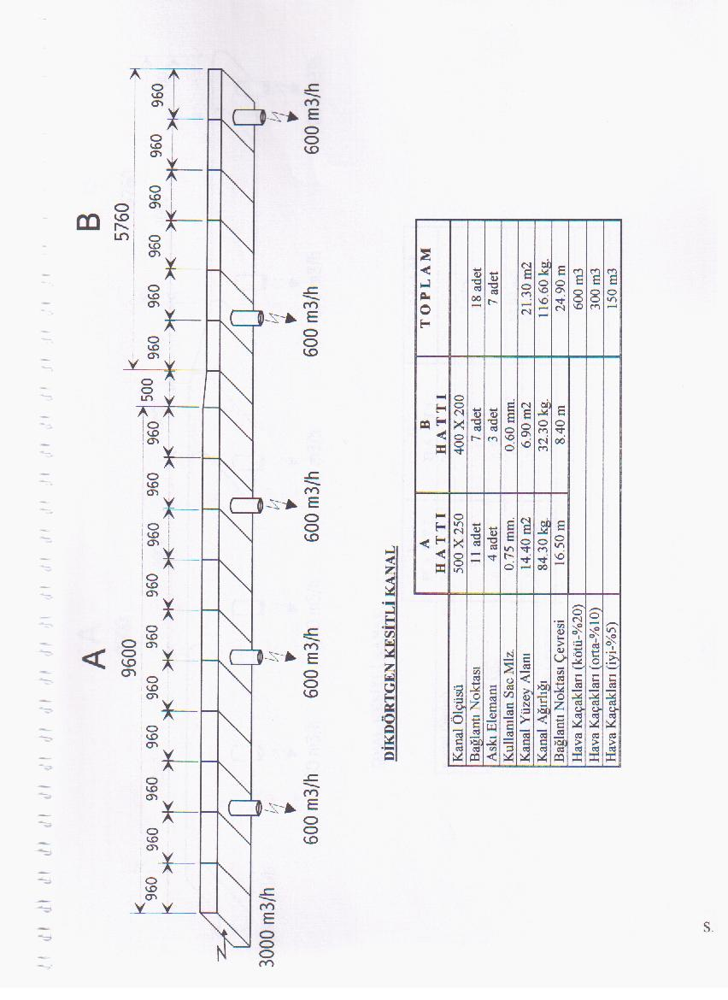 A
B
9600
5760
960
960
960
960
960
960
960
960
960
960
500
960
960
960
960
960
960
3000 m3/h
600 m3/h
600 m3/h
600 m3/h
600 m3/h
600 m3/h
DİKDÖRTGEN KESİTLİ KANAL
A HATTI B HATTI TOPLAM
Kanal Ölçüsü 500 X 250 400 X 200
Bağlantı Noktası 11 adet 7 adet 18 adet
Askı Elemanı 4 adet 3 adet 7 adet
Kullanılan Sac Mlz. 0.75 mm. 0.60 mm.
Kanal Yüzey Alanı 14.40 m2 6.90 m2 21.30 m2
Kanal Ağırlığı 84.30 kg. 32.30 kg. 116.60 kg.
Bağlantı Noktası Çevresi 16.50 m 8.40 m 24.90 m
Hava Kaçakları (kötü-%20) 600 m3
Hava Kaçakları (orta-%10) 300 m3
Hava Kaçakları (iyi-%5) 150 m3
S.